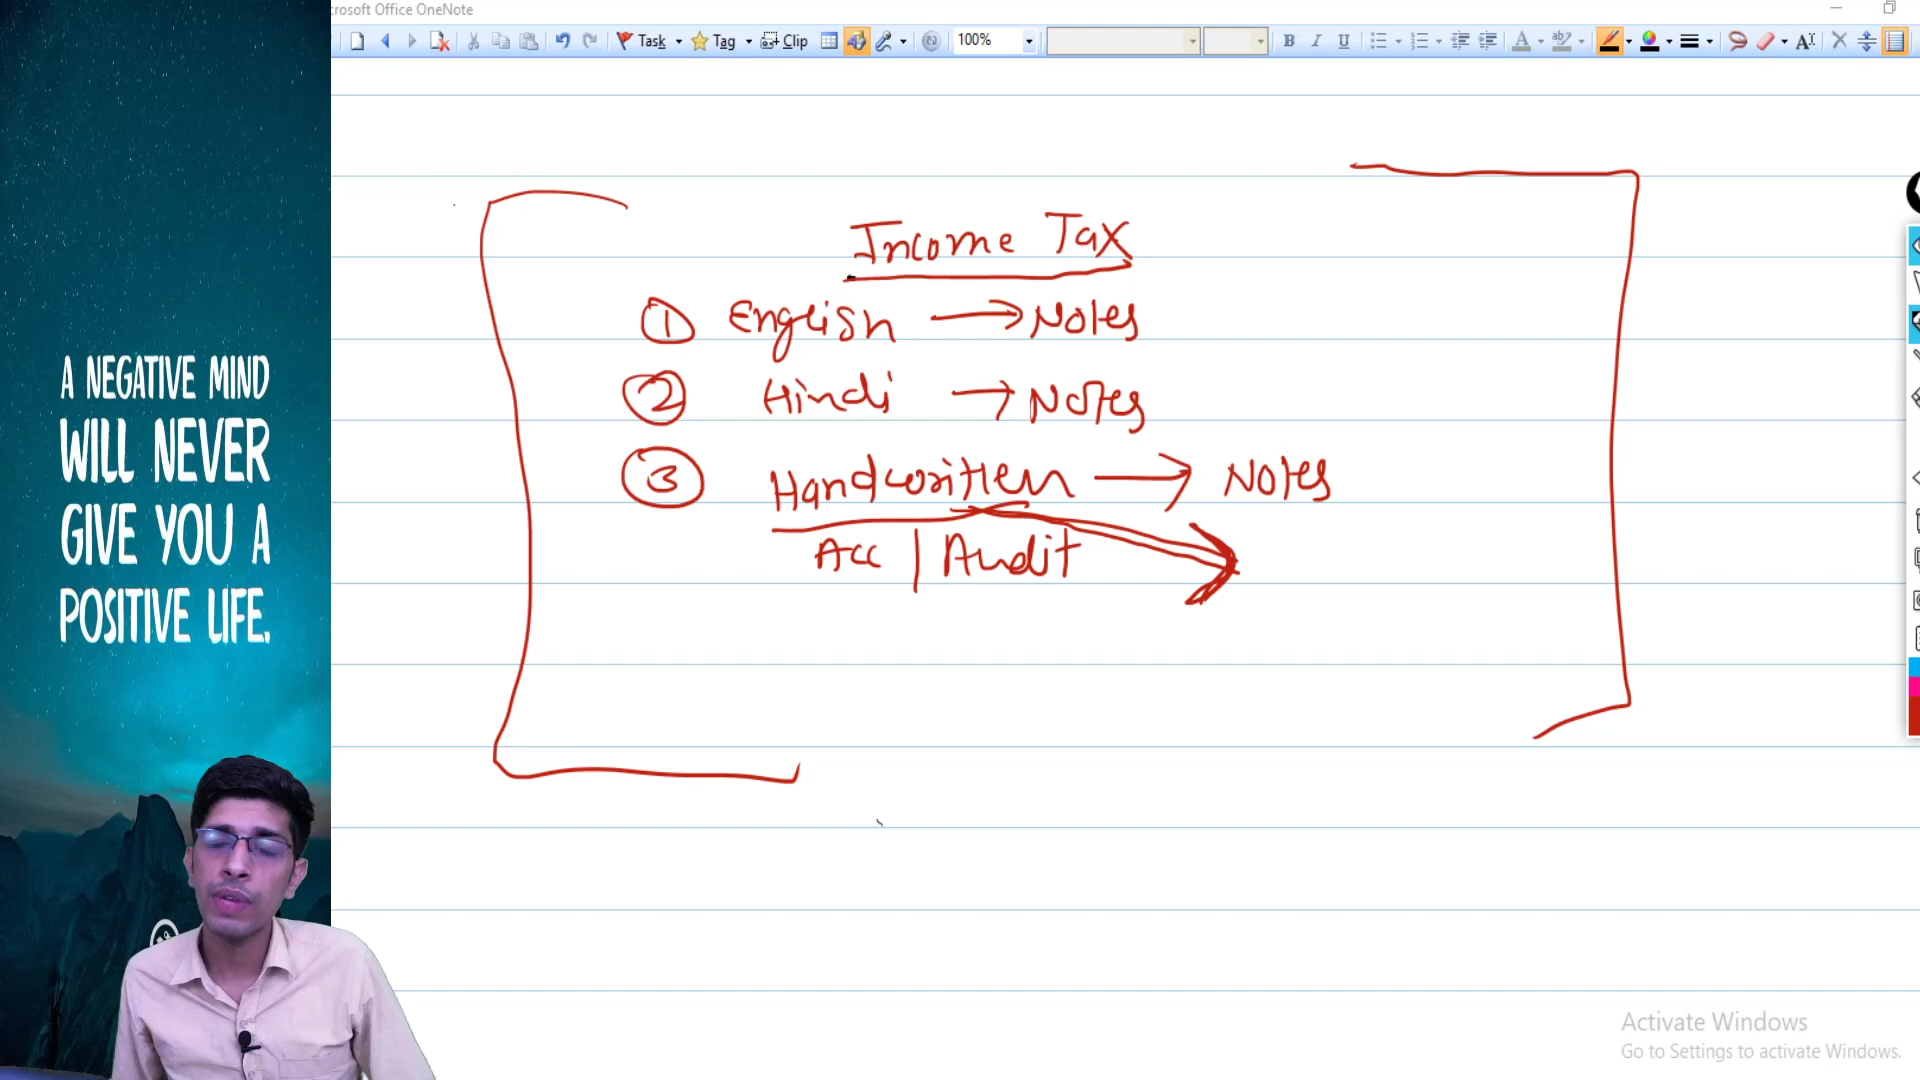 crosoft Office OneNote
Task Tag Clip 100% B I U
A NEGATIVE MIND
WILL NEVER
GIVE YOU A
POSITIVE LIFE.
Income Tax
1 English → Notes
2 Hindi → Notes
3 Handwritten → Notes
Acc | Audit
Activate Windows
Go to Settings to activate Windows.